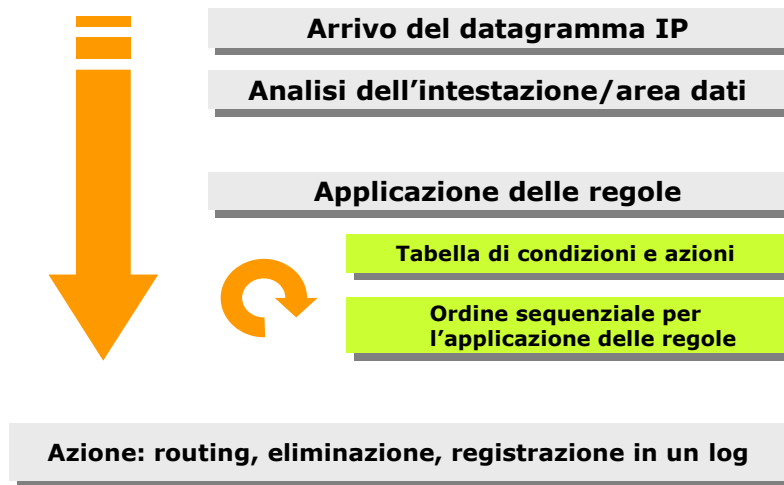 Arrivo del datagramma IP
Analisi dell’intestazione/area dati
Applicazione delle regole
Tabella di condizioni e azioni
Ordine sequenziale per
l’applicazione delle regole
Azione: routing, eliminazione, registrazione in un log